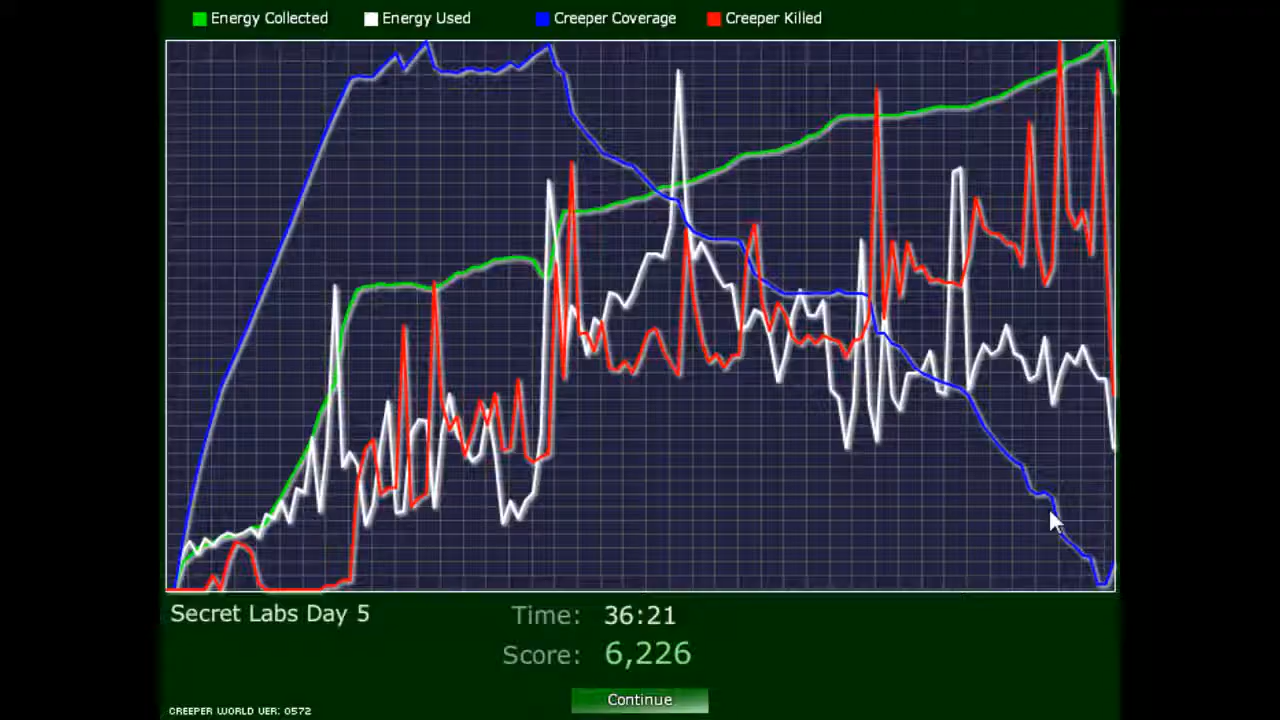 Energy Collected Energy Used Creeper Coverage Creeper Killed
Secret Labs Day 5
Time: 36:21
Score: 6,226
Continue
CREEPER WORLD VER: 0572